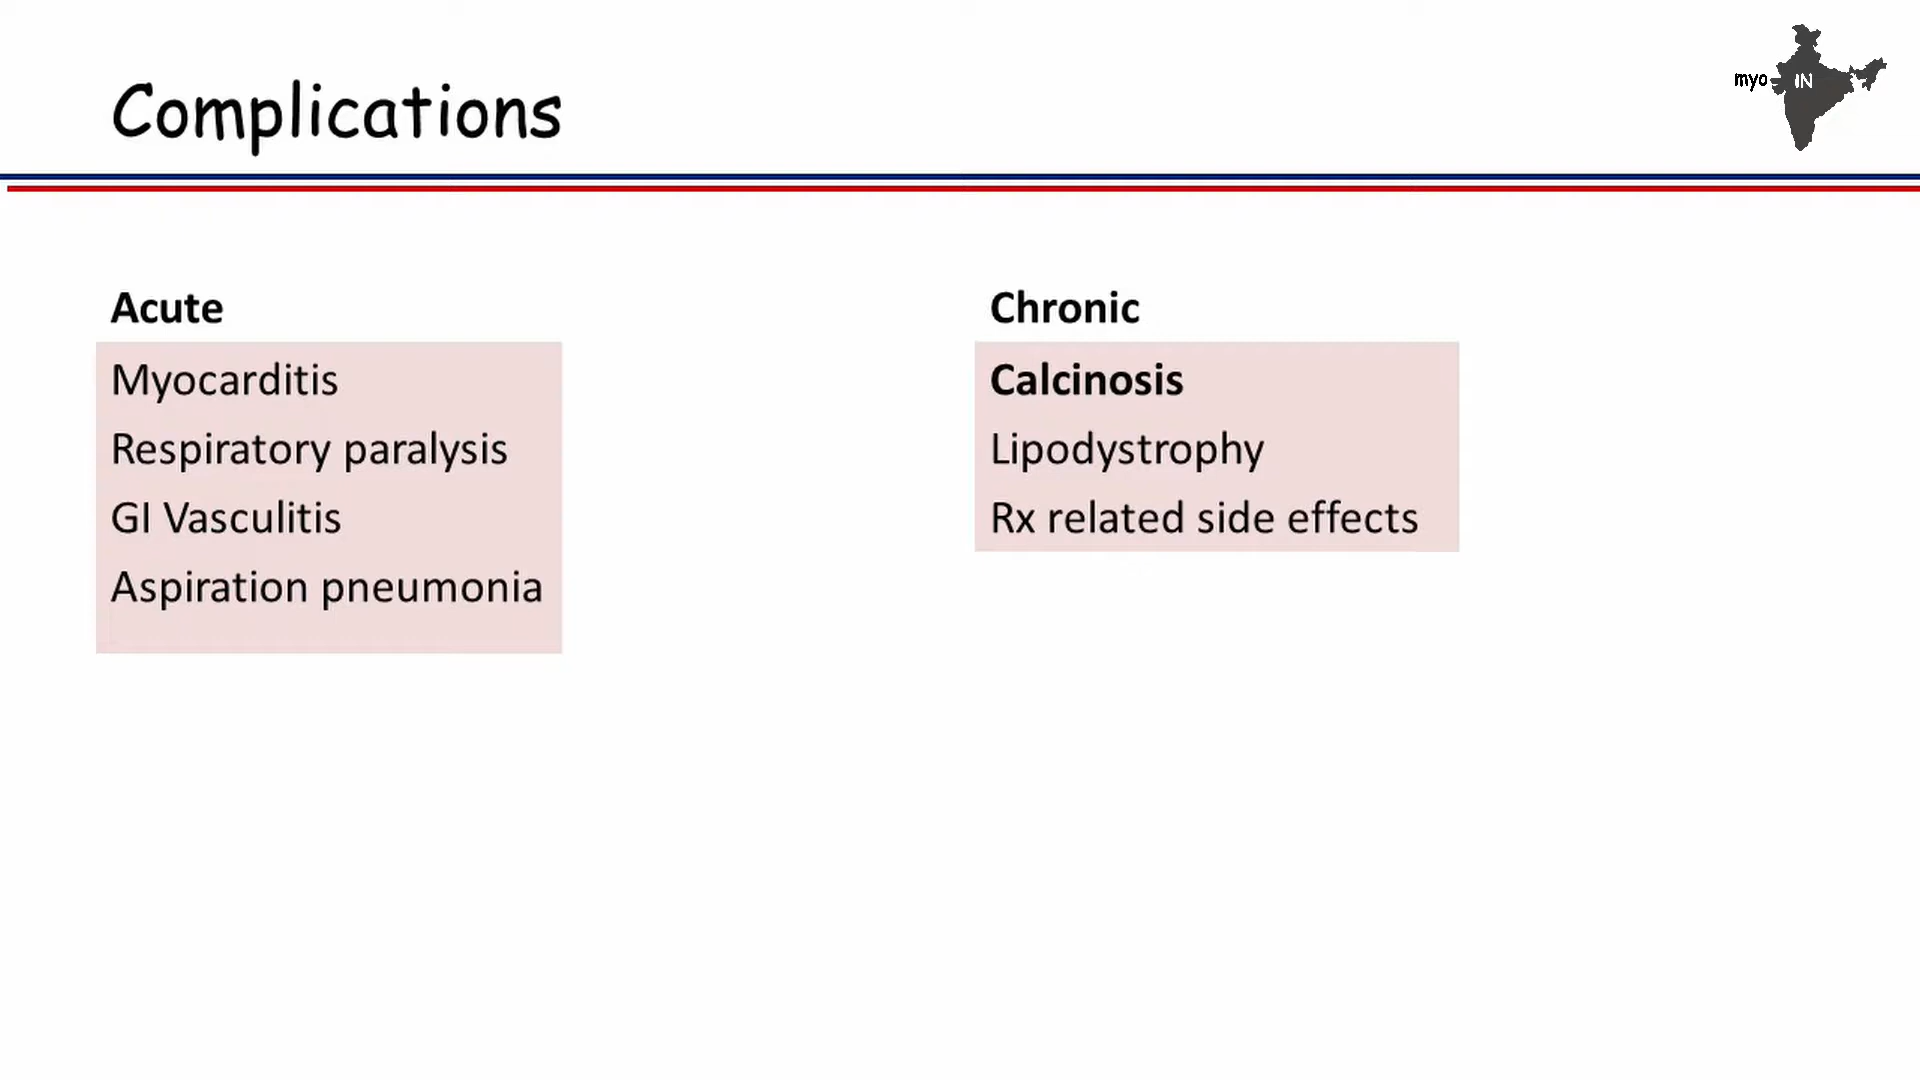 Complications
myo IN
Acute
Myocarditis
Respiratory paralysis
GI Vasculitis
Aspiration pneumonia
Chronic
Calcinosis
Lipodystrophy
Rx related side effects